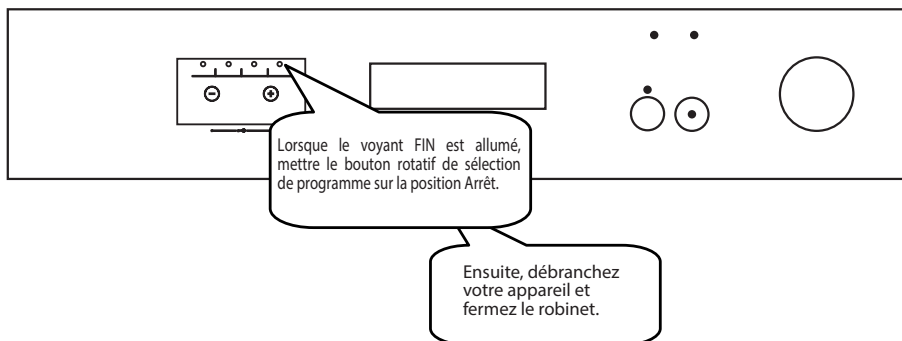 Lorsque le voyant FIN est allumé,
mettre le bouton rotatif de sélection
de programme sur la position Arrêt.
Ensuite, débranchez
votre appareil et
fermez le robinet.